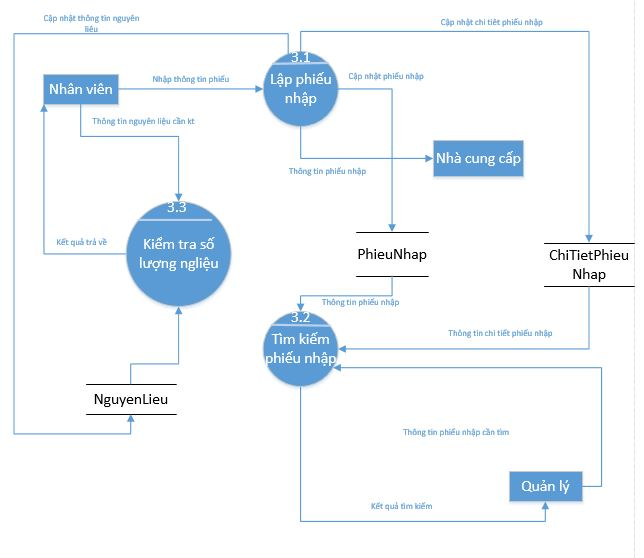 Cập nhật thông tin nguyên
liêu
Cập nhật chi tiêt phiếu nhập
3.1
Lập phiếu
nhập
Nhân viên
Nhập thông tin phiếu
Cập nhật phiếu nhập
Thông tin nguyên liệu cần kt
Nhà cung cấp
Thông tin phiếu nhập
3.3
Kiểm tra số
lượng ngliệu
Kết quả trả về
PhieuNhap
ChiTietPhieu
Nhap
Thông tin phiếu nhập
3.2
Tìm kiếm
phiếu nhập
Thông tin chi tiết phiếu nhập
NguyenLieu
Thông tin phiếu nhập cần tìm
Quản lý
Kết quả tìm kiếm